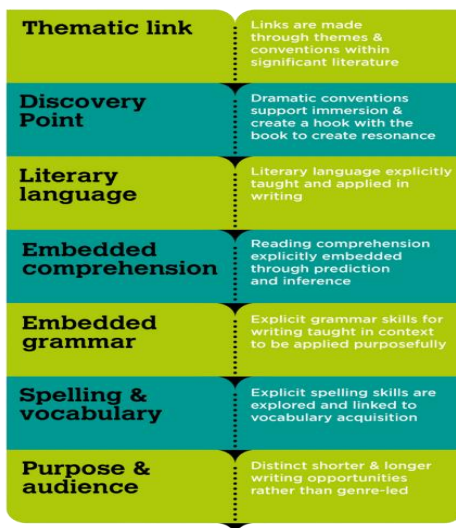 Thematic link
Links are made
through themes &
conventions within
significant literature
Discovery
Point
Dramatic conventions
support immersion &
create a hook with the
book to create resonance
Literary
language
Literary language explicitly
taught and applied in
writing
Embedded
comprehension
Reading comprehension
explicitly embedded
through prediction
and inference
Embedded
grammar
Explicit grammar skills for
writing taught in context
to be applied purposefully
Spelling &
vocabulary
Explicit spelling skills are
explored and linked to
vocabulary acquisition
Purpose &
audience
Distinct shorter & longer
writing opportunities
rather than genre-led